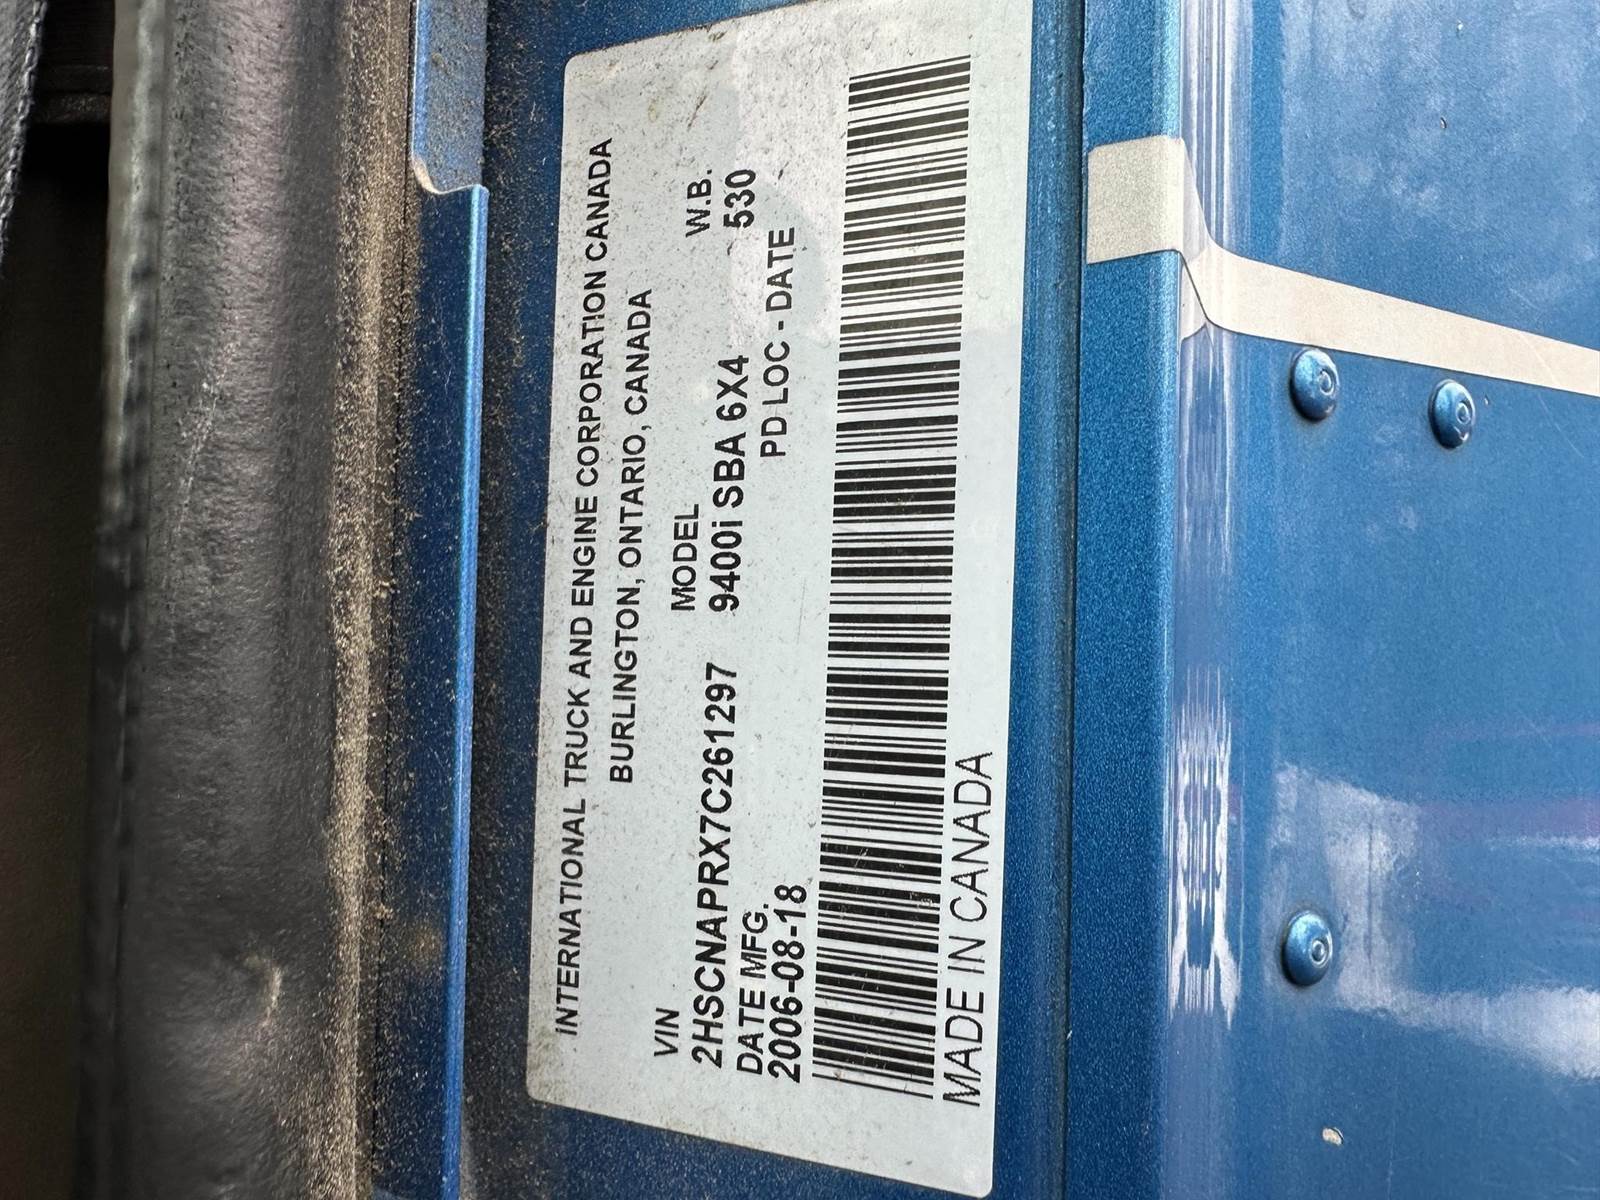 INTERNATIONAL TRUCK AND ENGINE CORPORATION CANADA
BURLINGTON, ONTARIO, CANADA
VIN MODEL W.B.
2HSCNAPRX7C261297 9400i SBA 6X4 530
DATE MFG. PD LOC - DATE
2006-08-18
MADE IN CANADA